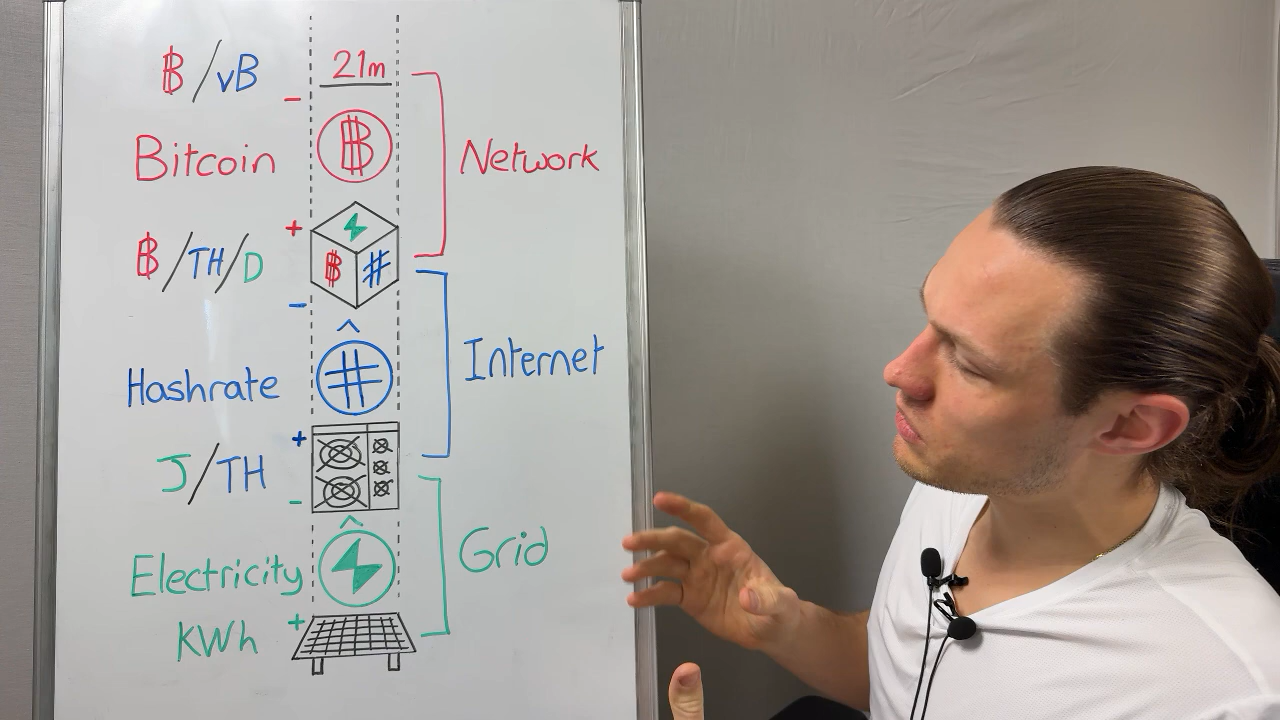 ₿/vB
21m
-
Bitcoin
₿
Network
+
₿/TH/D
₿ #
-
^
Hashrate
#
Internet
+
J/TH
-
^
Electricity
Grid
+
KWh